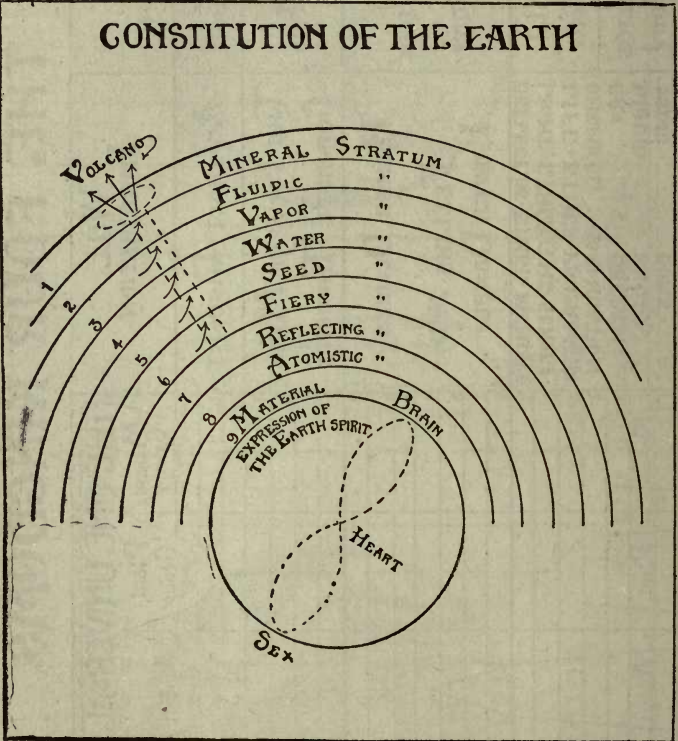 CONSTITUTION OF THE EARTH
VOLCANO
MINERAL STRATUM
FLUIDIC "
VAPOR "
WATER "
SEED "
FIERY "
REFLECTING "
ATOMISTIC "
MATERIAL
EXPRESSION OF
THE EARTH SPIRIT
1
2
3
4
5
6
7
8
9
BRAIN
HEART
SEX